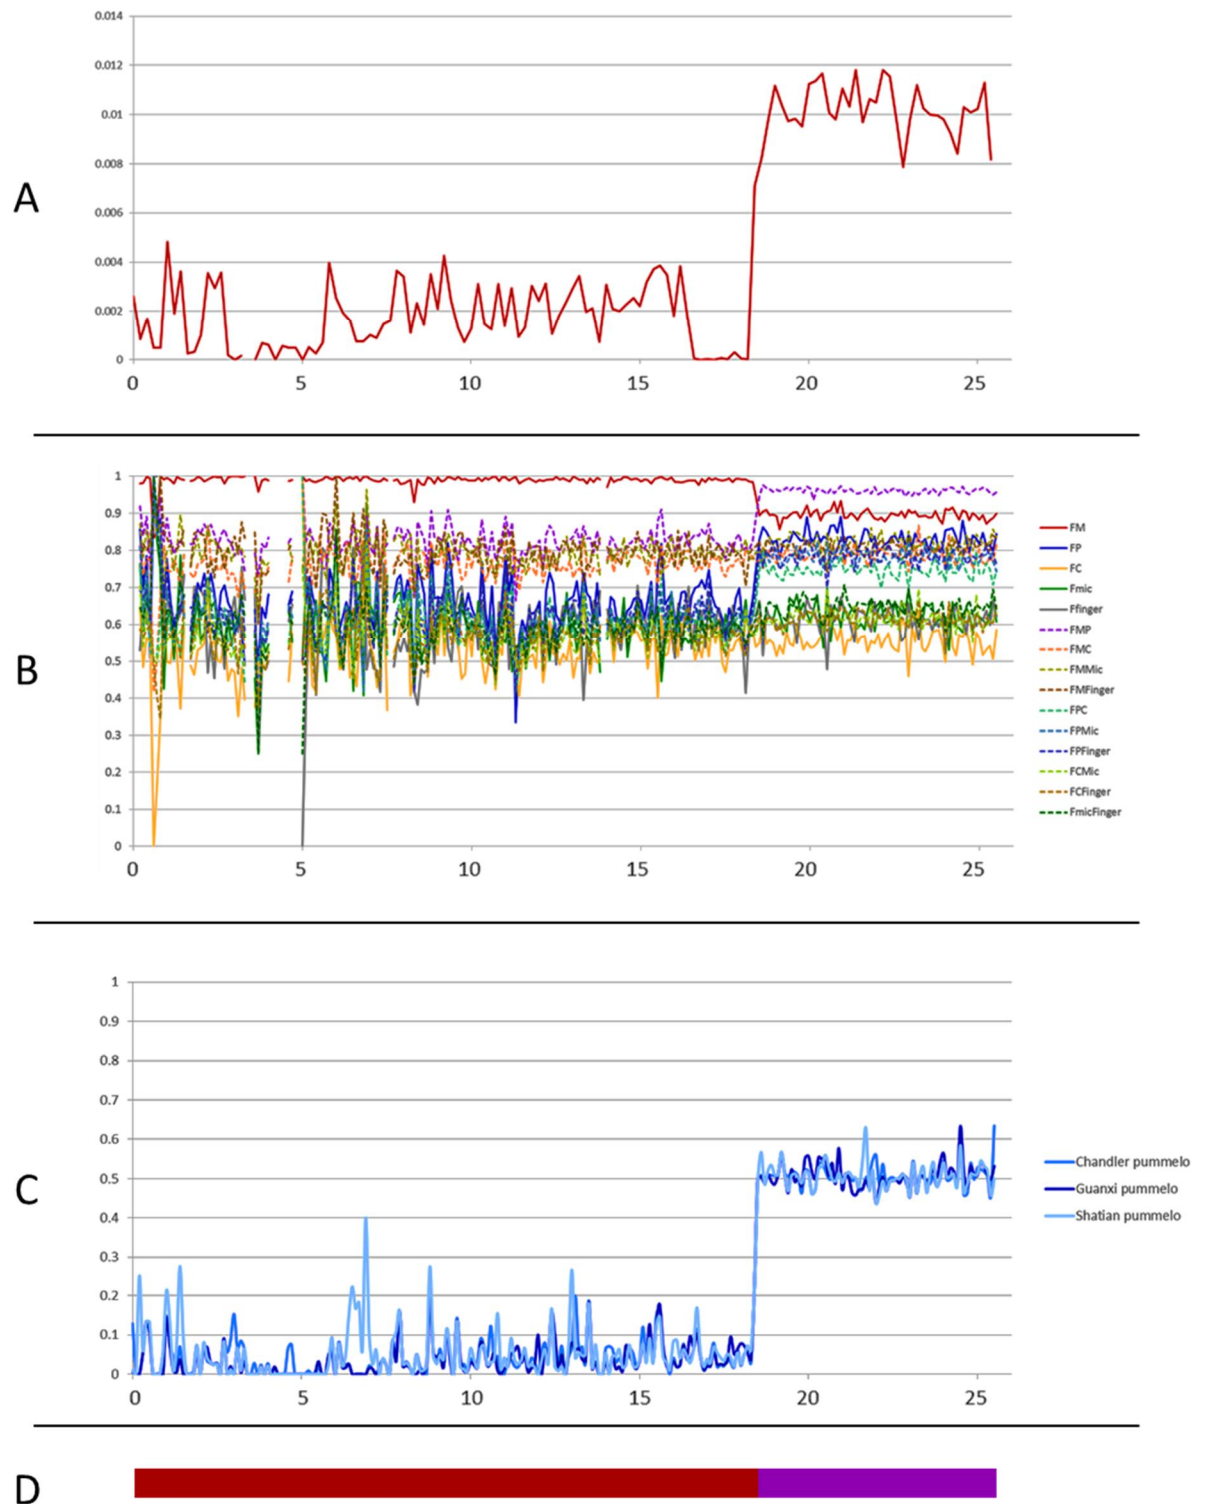 0.014
0.012
0.01
0.008
A
0.006
0.004
0.002
0
0 5 10 15 20 25
1
0.9
0.8
0.7
0.6
B
0.5
0.4
0.3
0.2
0.1
0
0 5 10 15 20 25
FM
FP
FC
Fmic
Ffinger
FMP
FMC
FMMic
FMFinger
FPC
FPMic
FPFinger
FCMic
FCFinger
FmicFinger
1
0.9
0.8
0.7
0.6
C
0.5
0.4
0.3
0.2
0.1
0
0 5 10 15 20 25
Chandler pummelo
Guanxi pummelo
Shatian pummelo
D